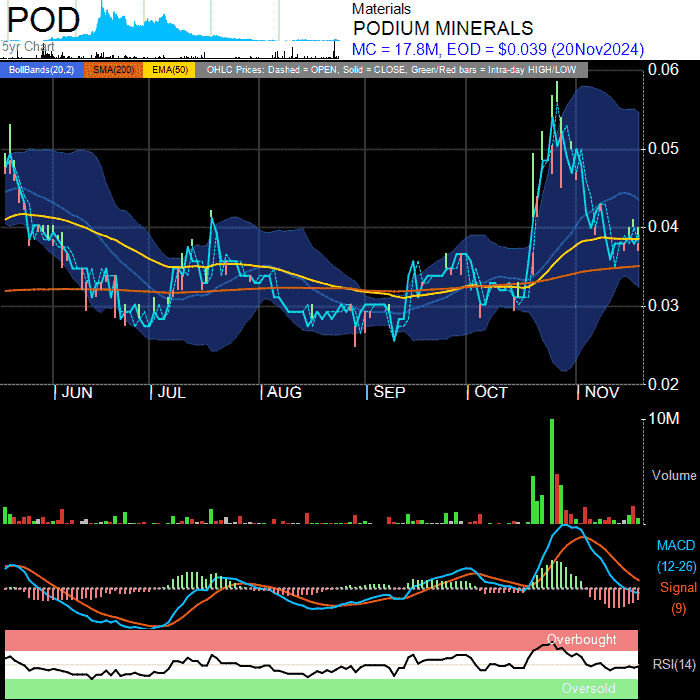 POD
5yr Chart
Materials
PODIUM MINERALS
MC = 17.8M, EOD = $0.039 (20Nov2024)
BollBands(20,2) SMA(200) EMA(50) OHLC Prices: Dashed = OPEN, Solid = CLOSE, Green/Red bars = Intra-day HIGH/LOW
0.06
0.05
0.04
0.03
0.02
JUN JUL AUG SEP OCT NOV
10M
Volume
MACD
(12-26)
Signal
(9)
Overbought
RSI(14)
Oversold